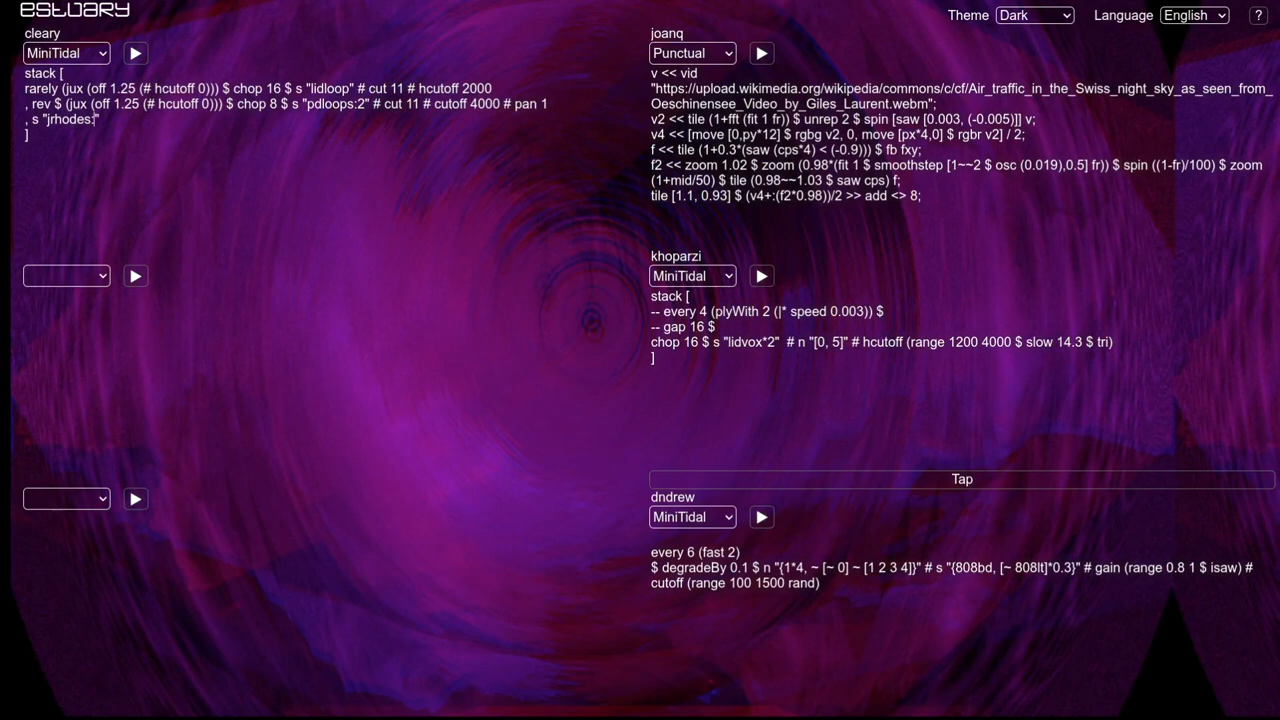 estuary
Theme Dark Language English ?
cleary
MiniTidal
stack [
rarely (jux (off 1.25 (# hcutoff 0))) $ chop 16 $ s "lidloop" # cut 11 # hcutoff 2000
, rev $ (jux (off 1.25 (# hcutoff 0))) $ chop 8 $ s "pdloops:2" # cut 11 # cutoff 4000 # pan 1
, s "jrhodes:"
]
joanq
Punctual
v << vid
"https://upload.wikimedia.org/wikipedia/commons/c/cf/Air_traffic_in_the_Swiss_night_sky_as_seen_from_
Oeschinensee_Video_by_Giles_Laurent.webm";
v2 << tile (1+fft (fit 1 fr)) $ unrep 2 $ spin [saw [0.003, (-0.005)]] v;
v4 << [move [0,py*12] $ rgbg v2, 0, move [px*4,0] $ rgbr v2] / 2;
f << tile (1+0.3*(saw (cps*4) < (-0.9))) $ fb fxy;
f2 << zoom 1.02 $ zoom (0.98*(fit 1 $ smoothstep [1~~2 $ osc (0.019),0.5] fr)) $ spin ((1-fr)/100) $ zoom
(1+mid/50) $ tile (0.98~~1.03 $ saw cps) f;
tile [1.1, 0.93] $ (v4+:(f2*0.98))/2 >> add <> 8;
khoparzi
MiniTidal
stack [
-- every 4 (plyWith 2 (|* speed 0.003)) $
-- gap 16 $
chop 16 $ s "lidvox*2"  # n "[0, 5]" # hcutoff (range 1200 4000 $ slow 14.3 $ tri)
]
Tap
dndrew
MiniTidal
every 6 (fast 2)
$ degradeBy 0.1 $ n "{1*4, ~ [~ 0] ~ [1 2 3 4]}" # s "{808bd, [~ 808lt]*0.3}" # gain (range 0.8 1 $ isaw) #
cutoff (range 100 1500 rand)